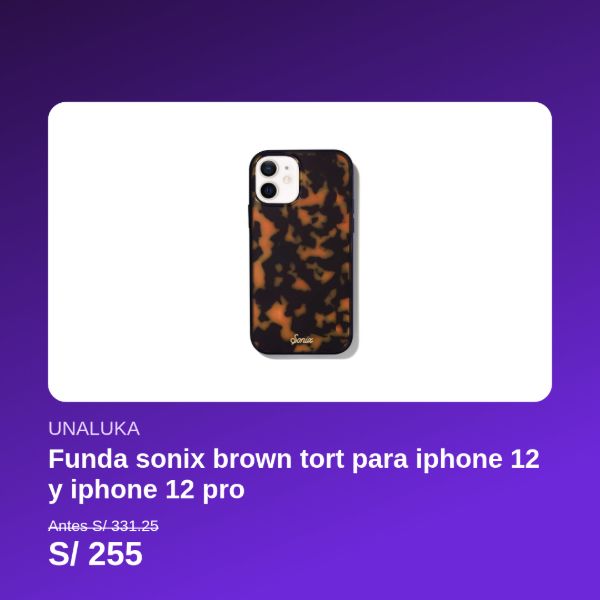 Sonix
UNALUKA
Funda sonix brown tort para iphone 12
y iphone 12 pro
Antes S/ 331.25
S/ 255